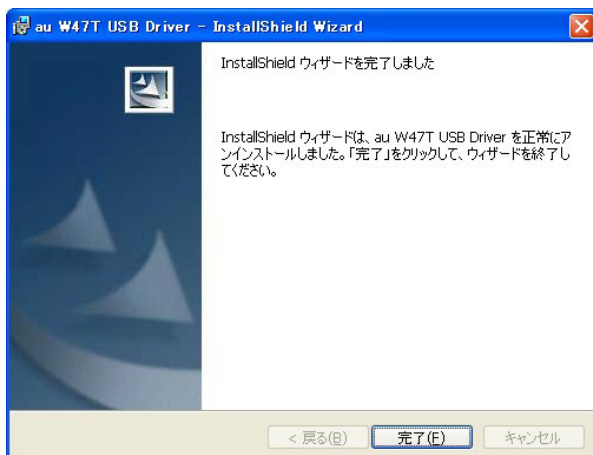 au W47T USB Driver - InstallShield Wizard
InstallShield ウィザードを完了しました
InstallShield ウィザードは、au W47T USB Driver を正常にア
ンインストールしました。「完了」をクリックして、ウィザードを終了し
てください。
< 戻る(B)
完了(F)
キャンセル